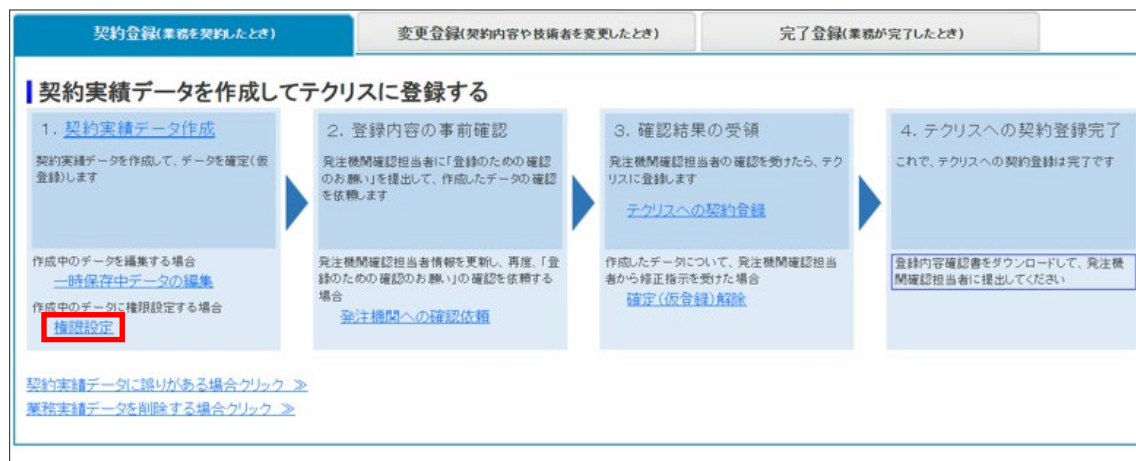 契約登録(業務を契約したとき)
変更登録(契約内容や技術者を変更したとき)
完了登録(業務が完了したとき)
契約実績データを作成してテクリスに登録する
1. 契約実績データ作成
契約実績データを作成して、データを確定(仮
登録)します
作成中のデータを編集する場合
一時保存中データの編集
作成中のデータに権限設定する場合
権限設定
2. 登録内容の事前確認
発注機関確認担当者に「登録のための確認
のお願い」を提出して、作成したデータの確認
を依頼します
発注機関確認担当者情報を更新し、再度、「登
録のための確認のお願い」の確認を依頼する
場合
発注機関への確認依頼
3. 確認結果の受領
発注機関確認担当者の確認を受けたら、テク
リスに登録します
テクリスへの契約登録
作成したデータについて、発注機関確認担当
者から修正指示を受けた場合
確定(仮登録)解除
4. テクリスへの契約登録完了
これで、テクリスへの契約登録は完了です
登録内容確認書をダウンロードして、発注機
関確認担当者に提出してください
契約実績データに誤りがある場合クリック ≫
業務実績データを削除する場合クリック ≫